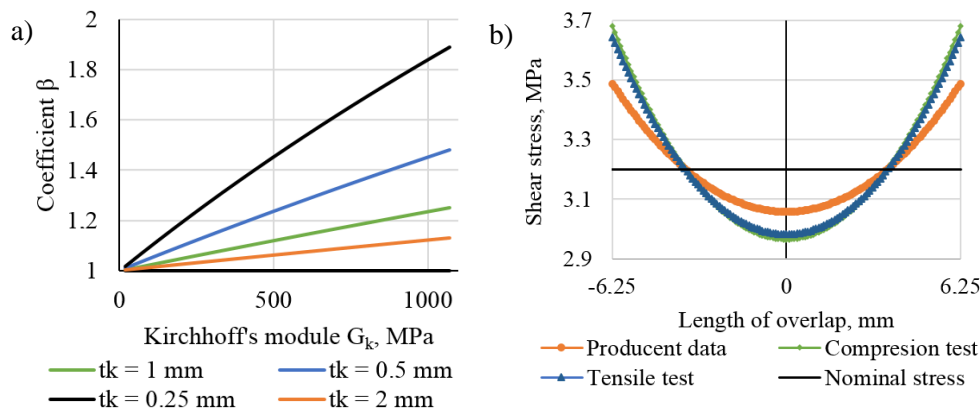 a)
2
1.8
1.6
1.4
1.2
1
Coefficient β
0
500
1000
Kirchhoff's module Gk, MPa
tk = 1 mm
tk = 0.5 mm
tk = 0.25 mm
tk = 2 mm
b)
3.7
3.5
3.3
3.1
2.9
Shear stress, MPa
-6.25
0
6.25
Length of overlap, mm
Producent data
Compresion test
Tensile test
Nominal stress